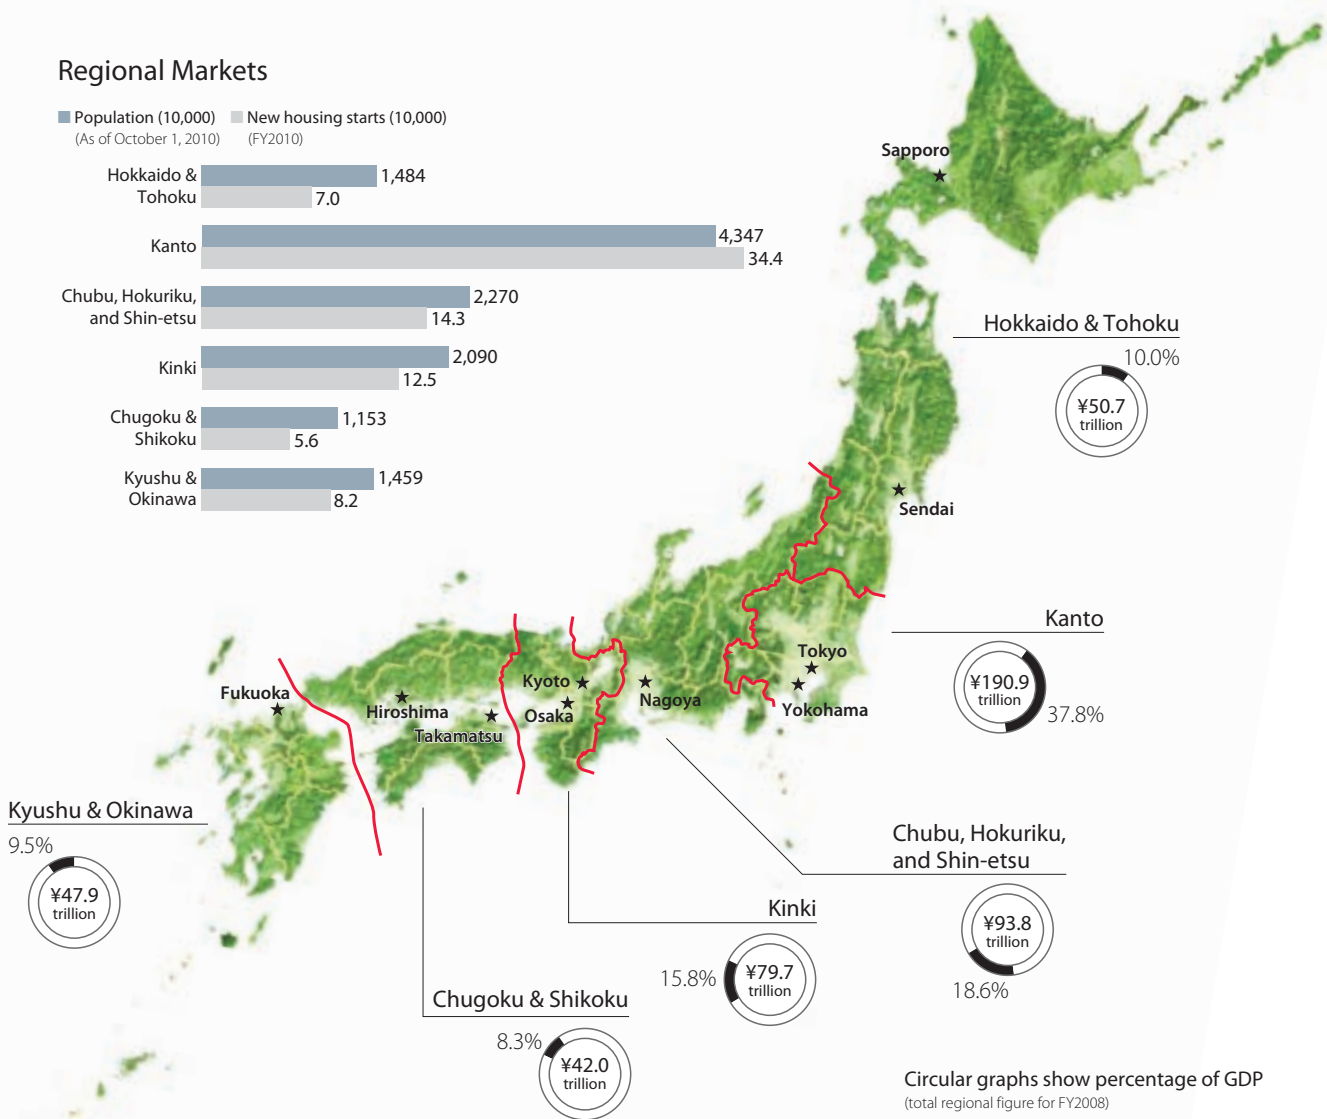 Regional Markets
Population (10,000) New housing starts (10,000)
(As of October 1, 2010) (FY2010)
Hokkaido &
Tohoku
1,484
7.0
Kanto
4,347
34.4
Chubu, Hokuriku,
and Shin-etsu
2,270
14.3
Kinki
2,090
12.5
Chugoku &
Shikoku
1,153
5.6
Kyushu &
Okinawa
1,459
8.2
Sapporo
Hokkaido & Tohoku
10.0%
¥50.7
trillion
Sendai
Kanto
¥190.9
trillion
37.8%
Tokyo
Yokohama
Nagoya
Kyoto
Osaka
Hiroshima
Takamatsu
Fukuoka
Kyushu & Okinawa
9.5%
¥47.9
trillion
Chubu, Hokuriku,
and Shin-etsu
¥93.8
trillion
18.6%
Kinki
15.8%
¥79.7
trillion
Chugoku & Shikoku
8.3%
¥42.0
trillion
Circular graphs show percentage of GDP
(total regional figure for FY2008)